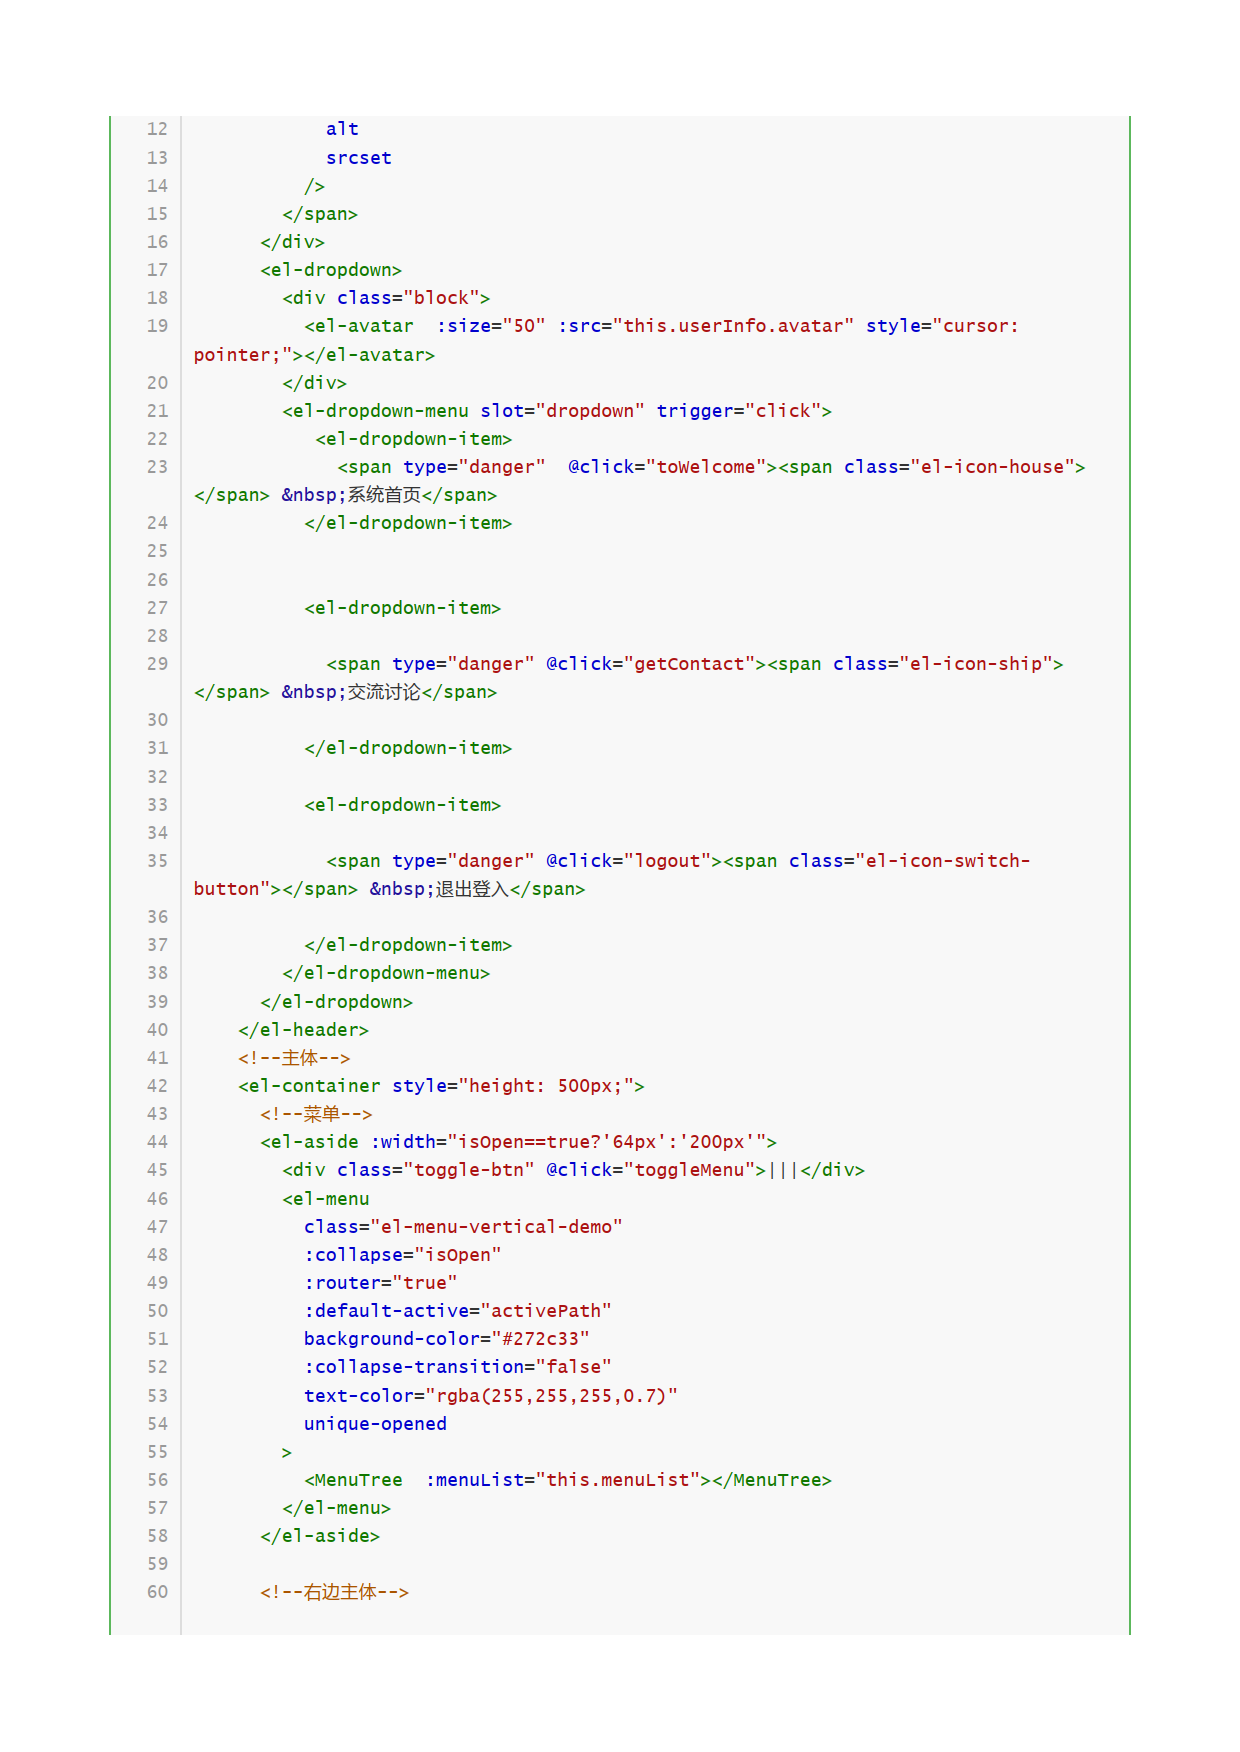 12             alt
13             srcset
14           />
15         </span>
16       </div>
17       <el-dropdown>
18         <div class="block">
19           <el-avatar  :size="50" :src="this.userInfo.avatar" style="cursor:
pointer;"></el-avatar>
20         </div>
21         <el-dropdown-menu slot="dropdown" trigger="click">
22            <el-dropdown-item>
23              <span type="danger"  @click="toWelcome"><span class="el-icon-house">
</span> &nbsp;系统首页</span>
24           </el-dropdown-item>
25
26
27           <el-dropdown-item>
28
29             <span type="danger" @click="getContact"><span class="el-icon-ship">
</span> &nbsp;交流讨论</span>
30
31           </el-dropdown-item>
32
33           <el-dropdown-item>
34
35             <span type="danger" @click="logout"><span class="el-icon-switch-
button"></span> &nbsp;退出登入</span>
36
37           </el-dropdown-item>
38         </el-dropdown-menu>
39       </el-dropdown>
40     </el-header>
41     <!--主体-->
42     <el-container style="height: 500px;">
43       <!--菜单-->
44       <el-aside :width="isOpen==true?'64px':'200px'">
45         <div class="toggle-btn" @click="toggleMenu">|||</div>
46         <el-menu
47           class="el-menu-vertical-demo"
48           :collapse="isOpen"
49           :router="true"
50           :default-active="activePath"
51           background-color="#272c33"
52           :collapse-transition="false"
53           text-color="rgba(255,255,255,0.7)"
54           unique-opened
55         >
56           <MenuTree  :menuList="this.menuList"></MenuTree>
57         </el-menu>
58       </el-aside>
59
60       <!--右边主体-->